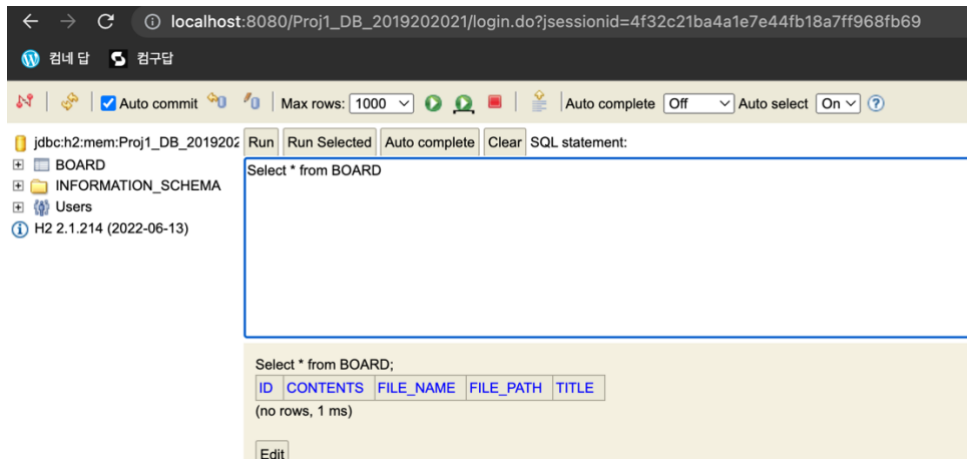 localhost:8080/Proj1_DB_2019202021/login.do?jsessionid=4f32c21ba4a1e7e44fb18a7ff968fb69
컴네 답 컴구답
Auto commit Max rows: 1000 Auto complete Off Auto select On ?
jdbc:h2:mem:Proj1_DB_2019202 Run Run Selected Auto complete Clear SQL statement:
BOARD
INFORMATION_SCHEMA
Users
H2 2.1.214 (2022-06-13)
Select * from BOARD
Select * from BOARD;
ID CONTENTS FILE_NAME FILE_PATH TITLE
(no rows, 1 ms)
Edit